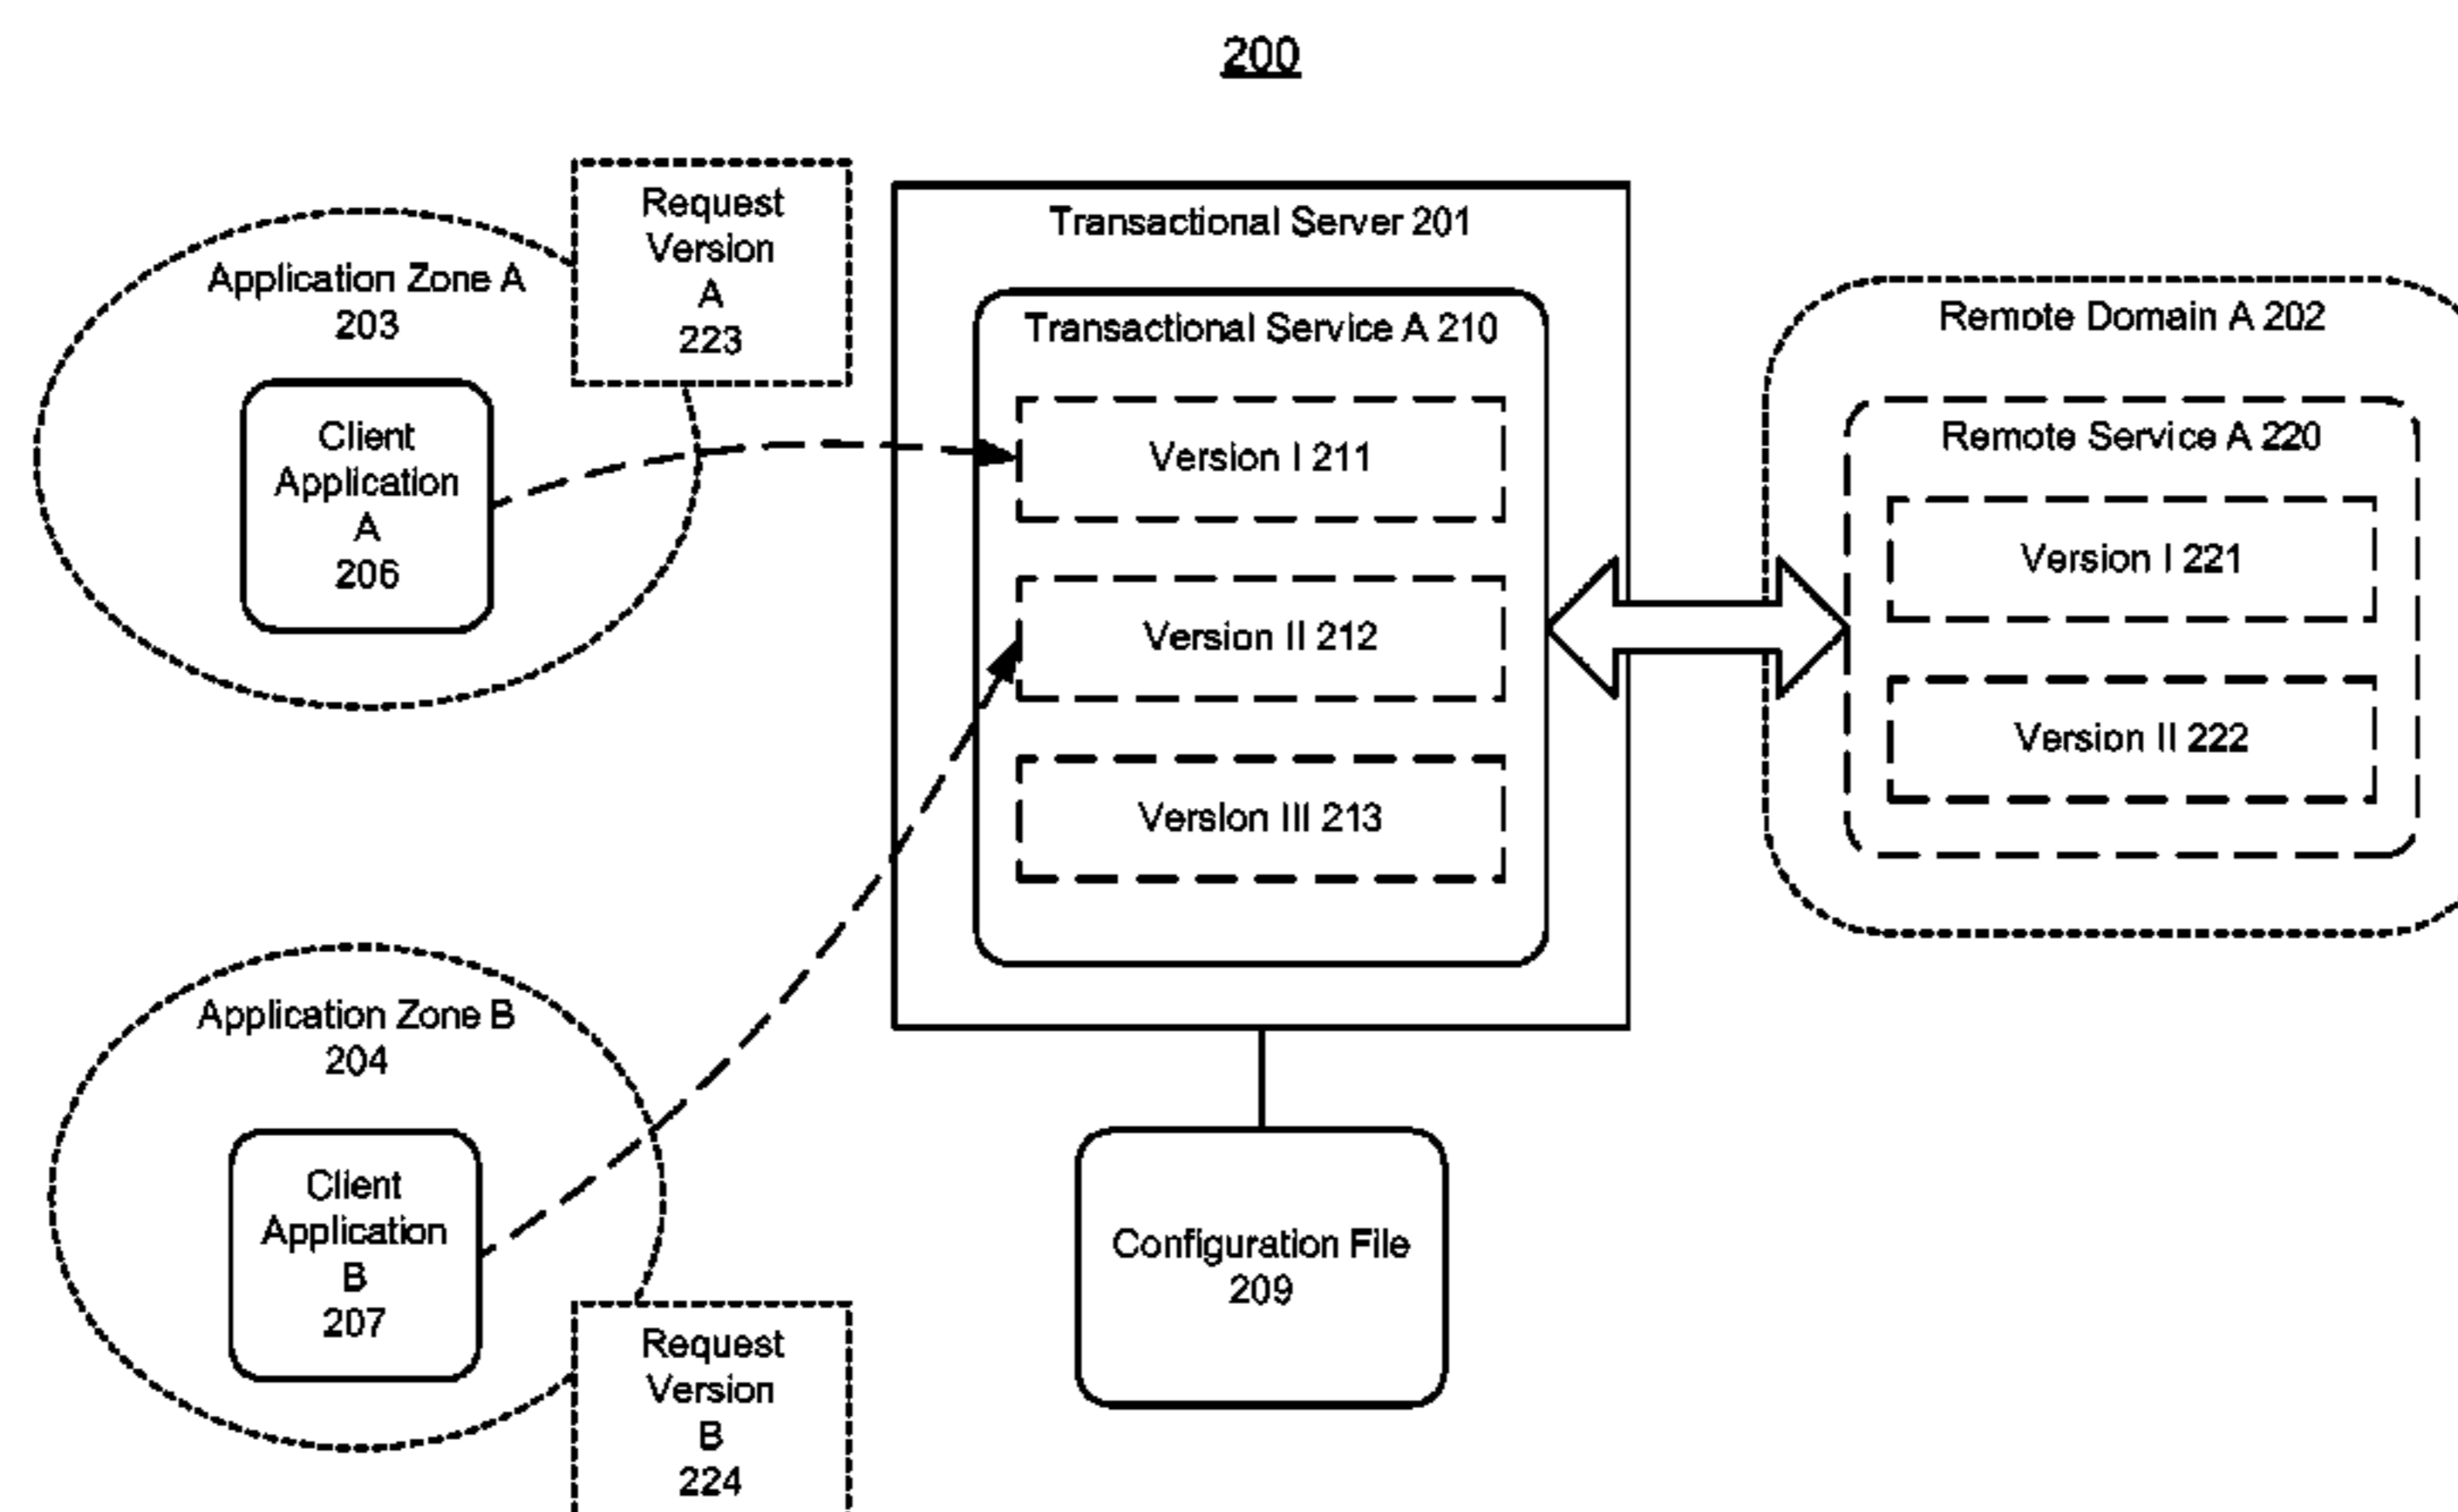 200
Request
Version
A
223
Application Zone A
203
Client
Application
A
206
Transactional Server 201
Transactional Service A 210
Version I 211
Version II 212
Version III 213
Remote Domain A 202
Remote Service A 220
Version I 221
Version II 222
Application Zone B
204
Client
Application
B
207
Request
Version
B
224
Configuration File
209